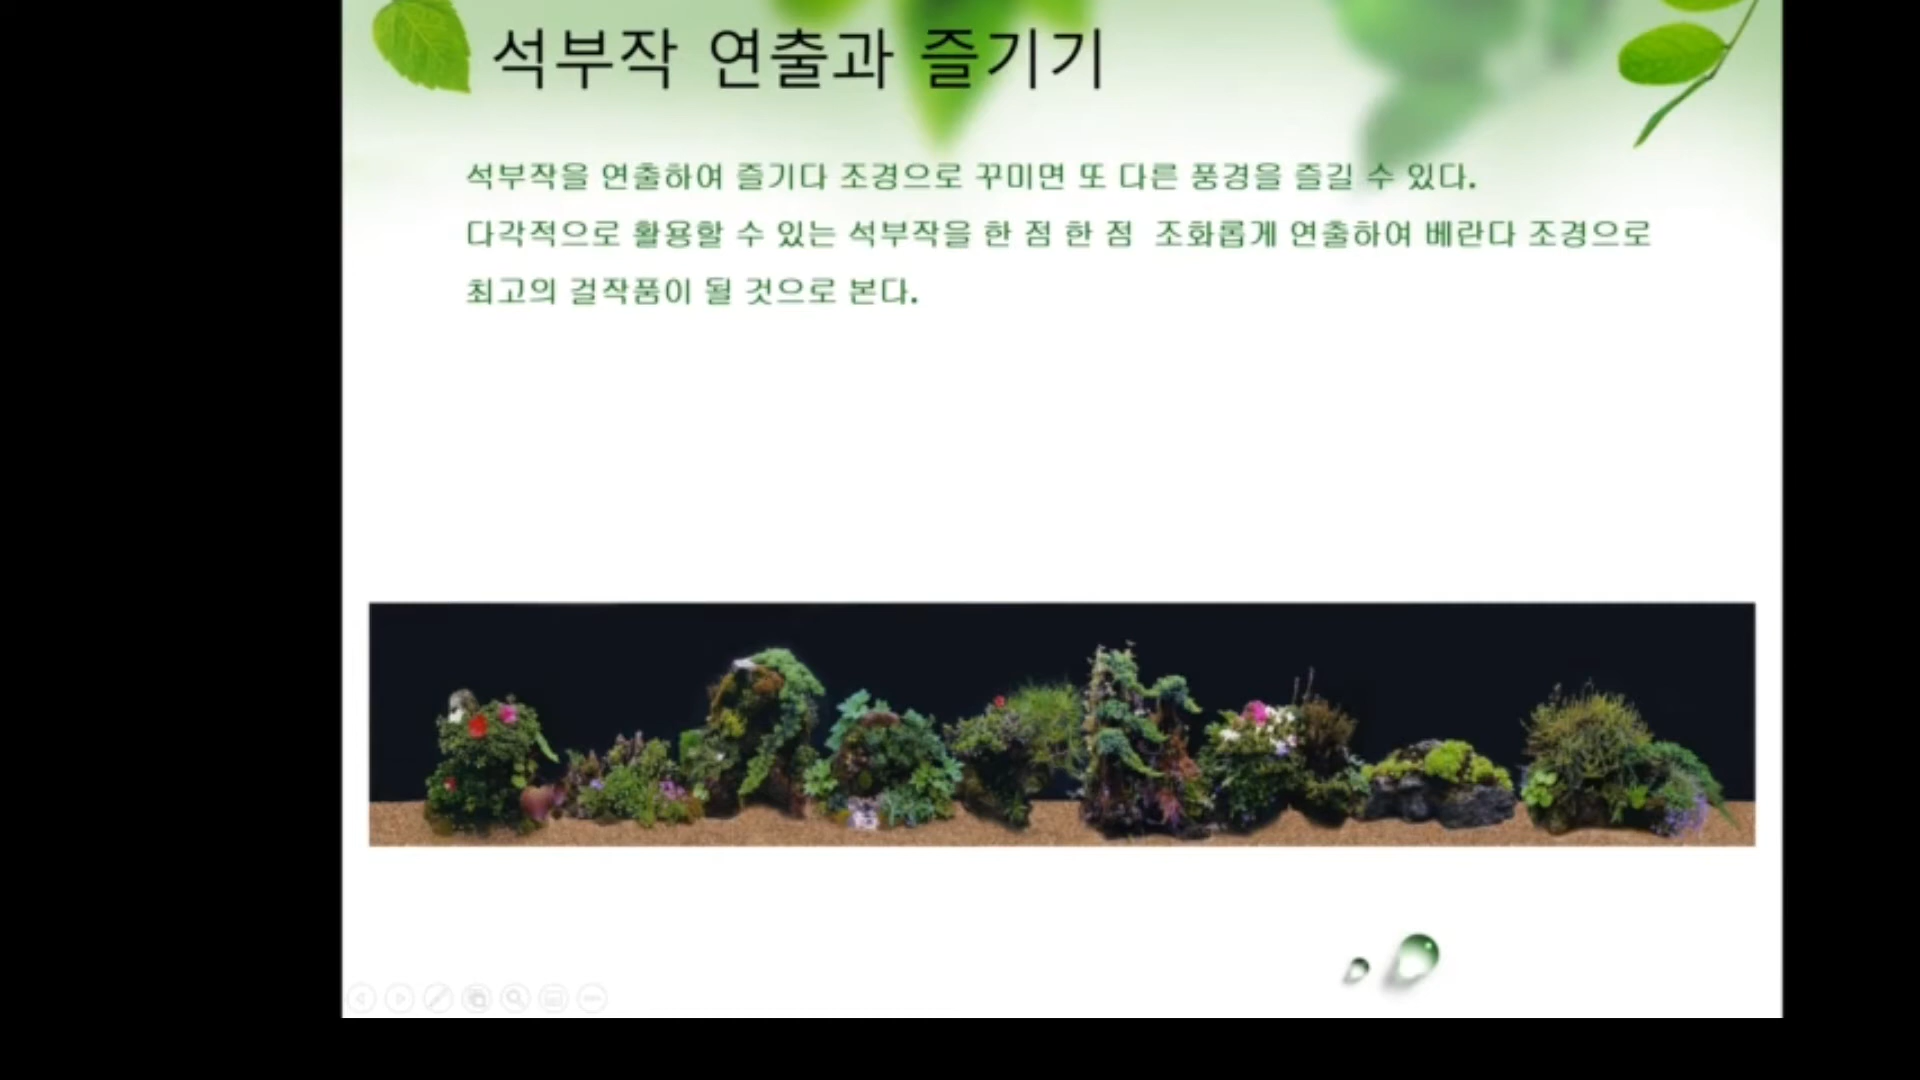 석부작 연출과 즐기기
석부작을 연출하여 즐기다 조경으로 꾸미면 또 다른 풍경을 즐길 수 있다.
다각적으로 활용할 수 있는 석부작을 한 점 한 점 조화롭게 연출하여 베란다 조경으로
최고의 걸작품이 될 것으로 본다.